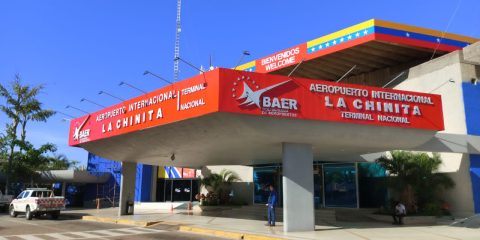 BIENVENIDOS
WELCOME
BAER
AEROPUERTO INTERNACIONAL
LA CHINITA
TERMINAL
NACIONAL
BAER
AEROPUERTO INTERNACIONAL
LA CHINITA
TERMINAL NACIONAL